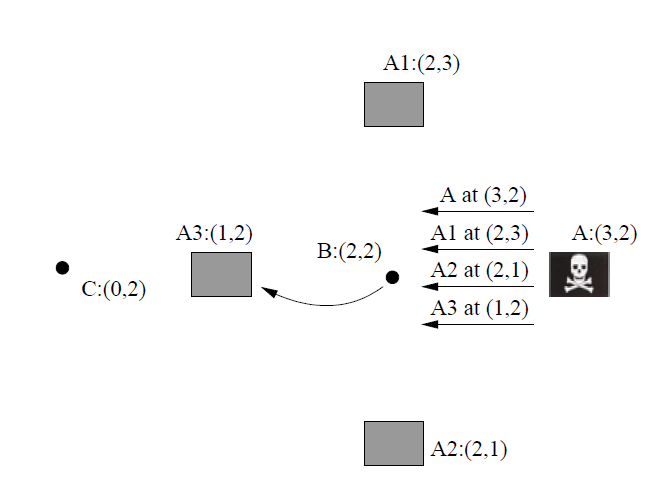 A1:(2,3)
A at (3,2)
A3:(1,2)
A1 at (2,3)
A:(3,2)
B:(2,2)
A2 at (2,1)
C:(0,2)
A3 at (1,2)
A2:(2,1)